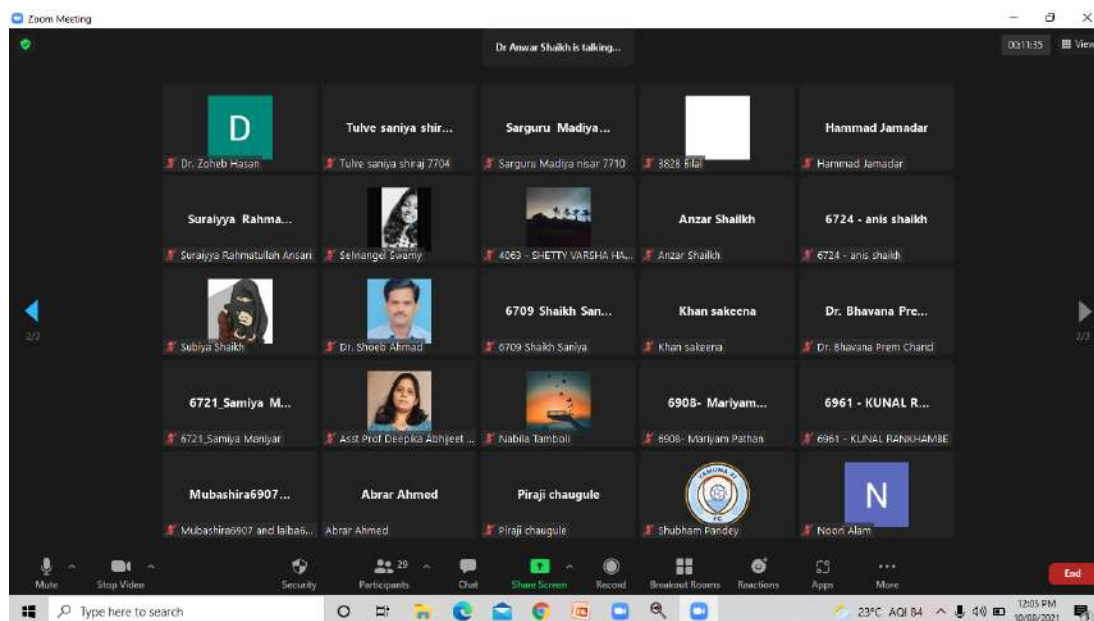 Zoom Meeting
Dr Anwar Shaikh is talking...
00:11:35 View
D
Dr. Zoheb Hasan
Tulve saniya shir...
Tulve saniya shiraj 7704
Sarguru Madiya...
Sarguru Madiya nisar 7710
3828 Bilal
Hammad Jamadar
Hammad Jamadar
Suraiyya Rahma...
Suraiyya Rahmatullah Ansari
Selviangel Swamy
4063 - SHETTY VARSHA HA...
Anzar Shailkh
Anzar Shailkh
6724 - anis shaikh
6724 - anis shaikh
2/2
Subiya Shaikh
Dr. Shoeb Ahmad
6709 Shaikh San...
6709 Shaikh Saniya
Khan sakeena
Khan sakeena
Dr. Bhavana Pre...
Dr. Bhavana Prem Chand
2/2
6721_Samiya M...
6721_Samiya Maniyar
Asst Prof Deepika Abhijeet ...
Nabila Tamboli
6908- Mariyam...
6908- Mariyam Pathan
6961 - KUNAL R...
6961 - KUNAL RANKHAMBE
Mubashira6907...
Mubashira6907 and laiba6...
Abrar Ahmed
Abrar Ahmed
Piraji chaugule
Piraji chaugule
YAMUNA
FC
Shubham Pandey
N
Noori Alam
Mute
Stop Video
Security
29
Participants
Chat
Share Screen
Record
Breakout Rooms
Reactions
Apps
More
End
Type here to search
23°C AQI 84
12:05 PM
10/08/2021